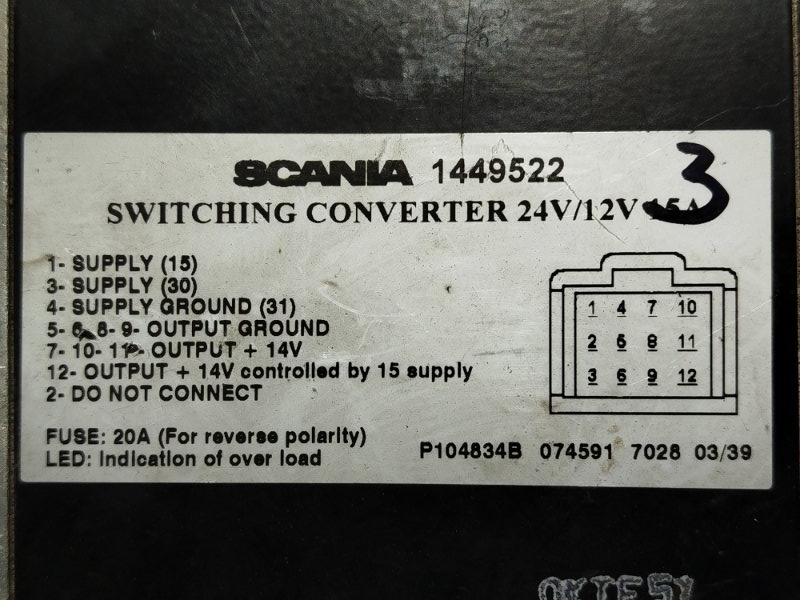 SCANIA 1449522 3
SWITCHING CONVERTER 24V/12V 15A
1- SUPPLY (15)
3- SUPPLY (30)
4- SUPPLY GROUND (31)
5- 6- 8- 9- OUTPUT GROUND
7- 10- 11- OUTPUT + 14V
12- OUTPUT + 14V controlled by 15 supply
2- DO NOT CONNECT
1 4 7 10
2 5 8 11
3 6 9 12
FUSE: 20A (For reverse polarity)
LED: Indication of over load
P104834B 074591 7028 03/39